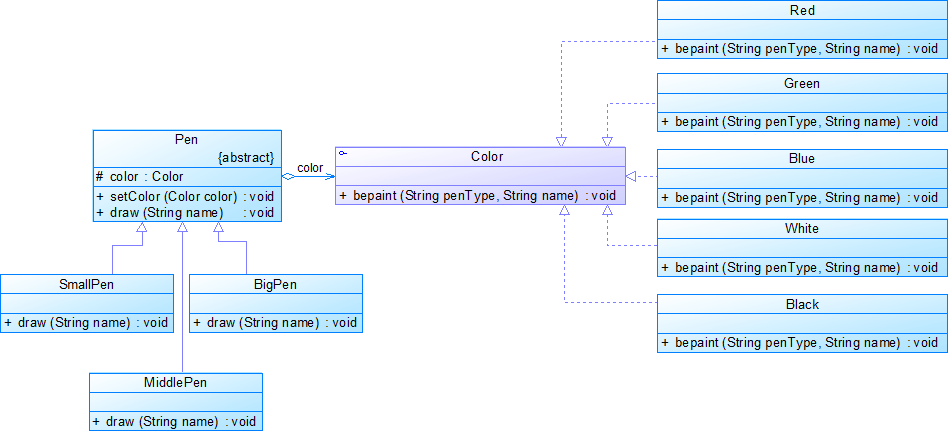 Pen
{abstract}
# color : Color
+ setColor (Color color) : void
+ draw (String name) : void
SmallPen
+ draw (String name) : void
BigPen
+ draw (String name) : void
MiddlePen
+ draw (String name) : void
color
Color
+ bepaint (String penType, String name) : void
Red
+ bepaint (String penType, String name) : void
Green
+ bepaint (String penType, String name) : void
Blue
+ bepaint (String penType, String name) : void
White
+ bepaint (String penType, String name) : void
Black
+ bepaint (String penType, String name) : void